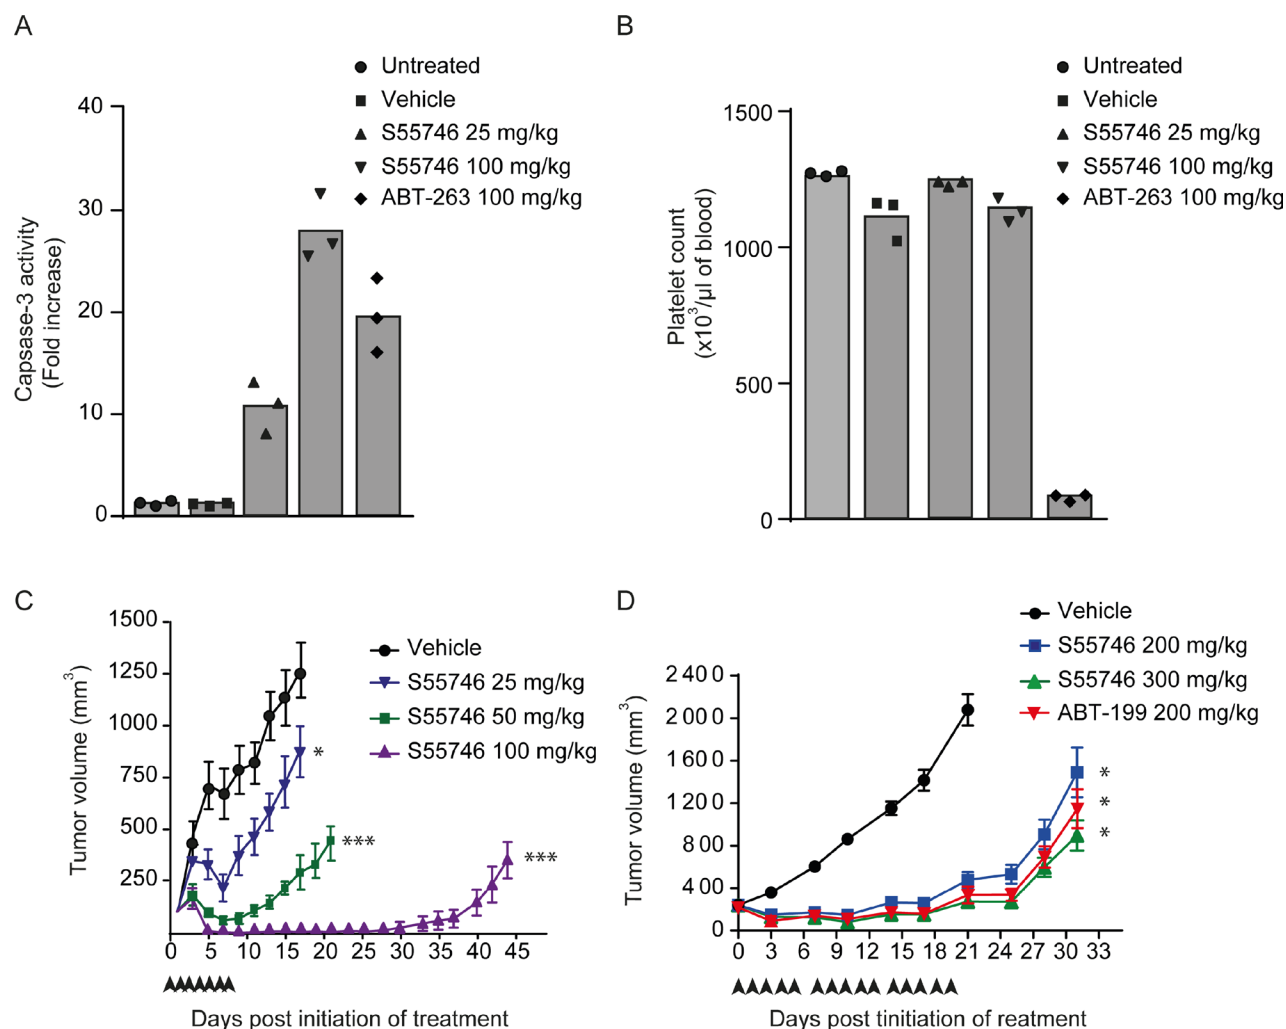 A
Untreated
Vehicle
S55746 25 mg/kg
S55746 100 mg/kg
ABT-263 100 mg/kg
Capsase-3 activity
(Fold increase)
40
30
20
10
0
B
Untreated
Vehicle
S55746 25 mg/kg
S55746 100 mg/kg
ABT-263 100 mg/kg
Platelet count
(x10³/µl of blood)
1500
1000
500
0
C
Vehicle
S55746 25 mg/kg
S55746 50 mg/kg
S55746 100 mg/kg
Tumor volume (mm³)
1500
1250
1000
750
500
250
*
***
***
0 5 10 15 20 25 30 35 40 45
Days post initiation of treatment
D
Vehicle
S55746 200 mg/kg
S55746 300 mg/kg
ABT-199 200 mg/kg
Tumor volume (mm³)
2400
2000
1600
1200
800
400
0
*
*
*
0 3 6 9 12 15 18 21 24 27 30 33
Days post tinitiation of reatment